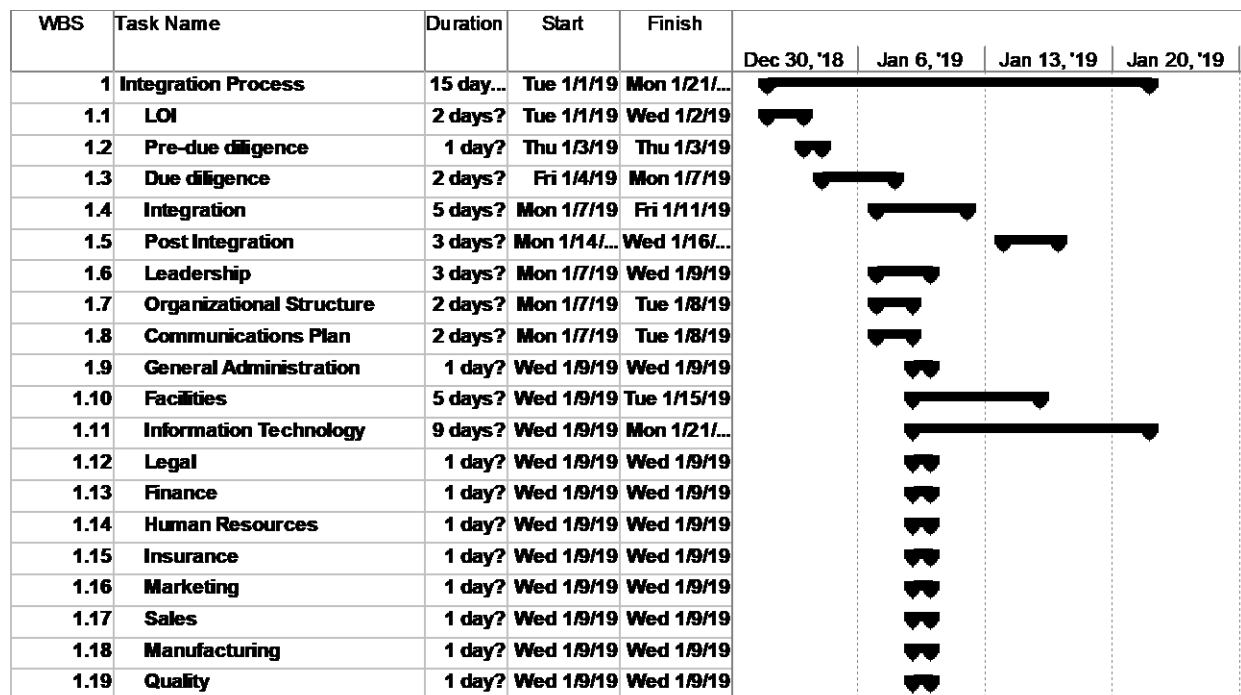 WBS Task Name Duration Start Finish
Dec 30, '18 Jan 6, '19 Jan 13, '19 Jan 20, '19
1 Integration Process 15 day... Tue 1/1/19 Mon 1/21/...
1.1 LOI 2 days? Tue 1/1/19 Wed 1/2/19
1.2 Pre-due diligence 1 day? Thu 1/3/19 Thu 1/3/19
1.3 Due diligence 2 days? Fri 1/4/19 Mon 1/7/19
1.4 Integration 5 days? Mon 1/7/19 Fri 1/11/19
1.5 Post Integration 3 days? Mon 1/14/... Wed 1/16/...
1.6 Leadership 3 days? Mon 1/7/19 Wed 1/9/19
1.7 Organizational Structure 2 days? Mon 1/7/19 Tue 1/8/19
1.8 Communications Plan 2 days? Mon 1/7/19 Tue 1/8/19
1.9 General Administration 1 day? Wed 1/9/19 Wed 1/9/19
1.10 Facilities 5 days? Wed 1/9/19 Tue 1/15/19
1.11 Information Technology 9 days? Wed 1/9/19 Mon 1/21/...
1.12 Legal 1 day? Wed 1/9/19 Wed 1/9/19
1.13 Finance 1 day? Wed 1/9/19 Wed 1/9/19
1.14 Human Resources 1 day? Wed 1/9/19 Wed 1/9/19
1.15 Insurance 1 day? Wed 1/9/19 Wed 1/9/19
1.16 Marketing 1 day? Wed 1/9/19 Wed 1/9/19
1.17 Sales 1 day? Wed 1/9/19 Wed 1/9/19
1.18 Manufacturing 1 day? Wed 1/9/19 Wed 1/9/19
1.19 Quality 1 day? Wed 1/9/19 Wed 1/9/19